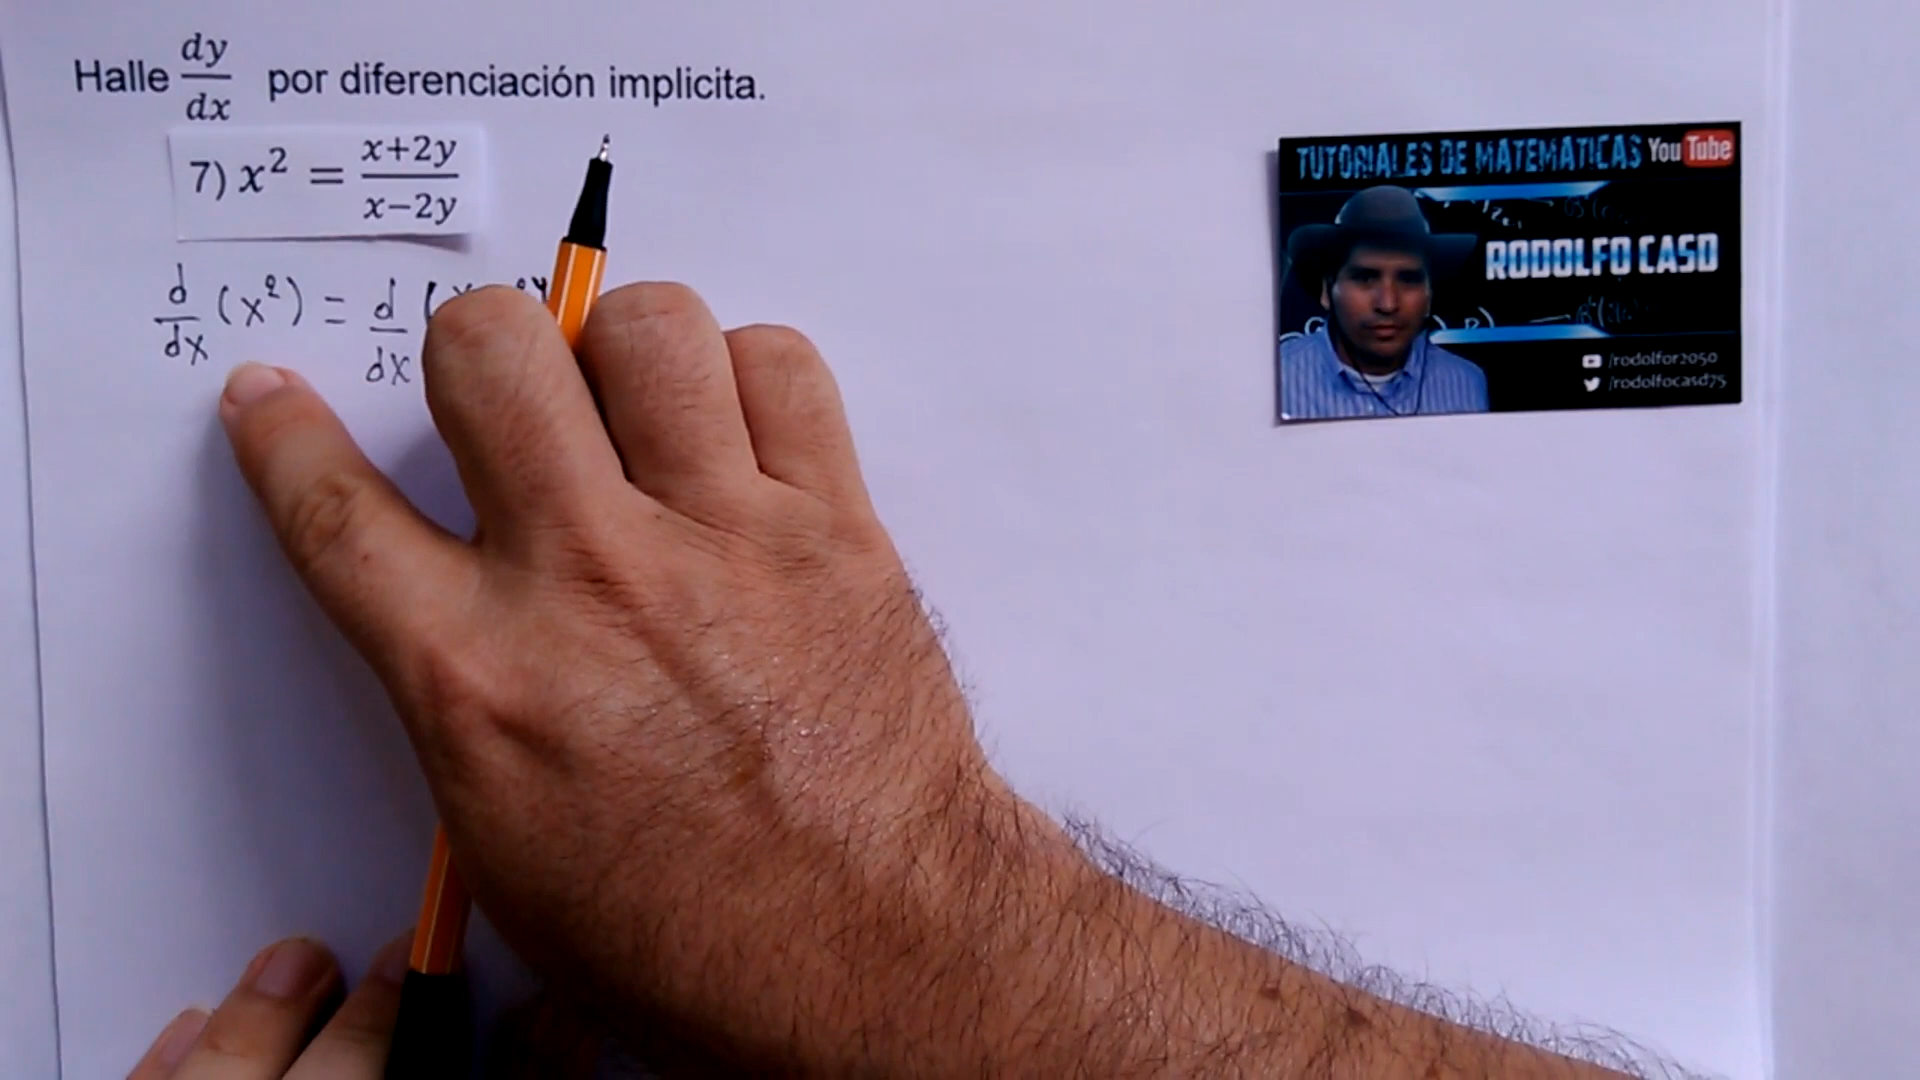 Halle dy/dx por diferenciación implicita.
7) x² = x+2y / x−2y
d/dx (x²) = d/dx (
TUTORIALES DE MATEMATICAS YouTube
RODOLFO CASD
/rodolfor2050
/rodolfocasd75